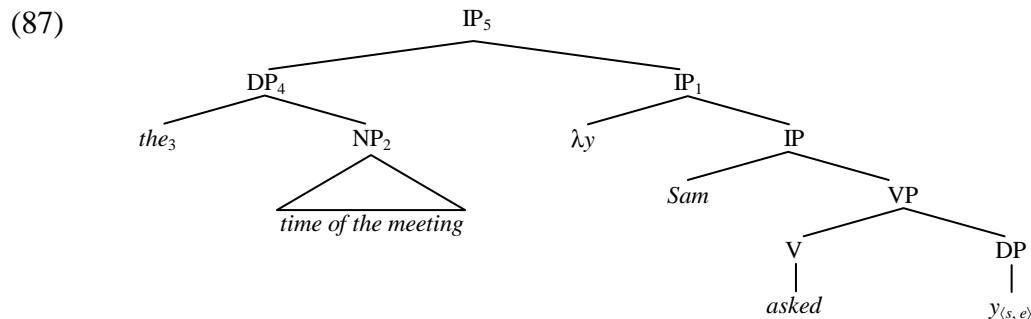 (87) IP₅
DP₄ IP₁
the₃ NP₂ λy IP
time of the meeting Sam VP
V DP
asked y⟨s, e⟩